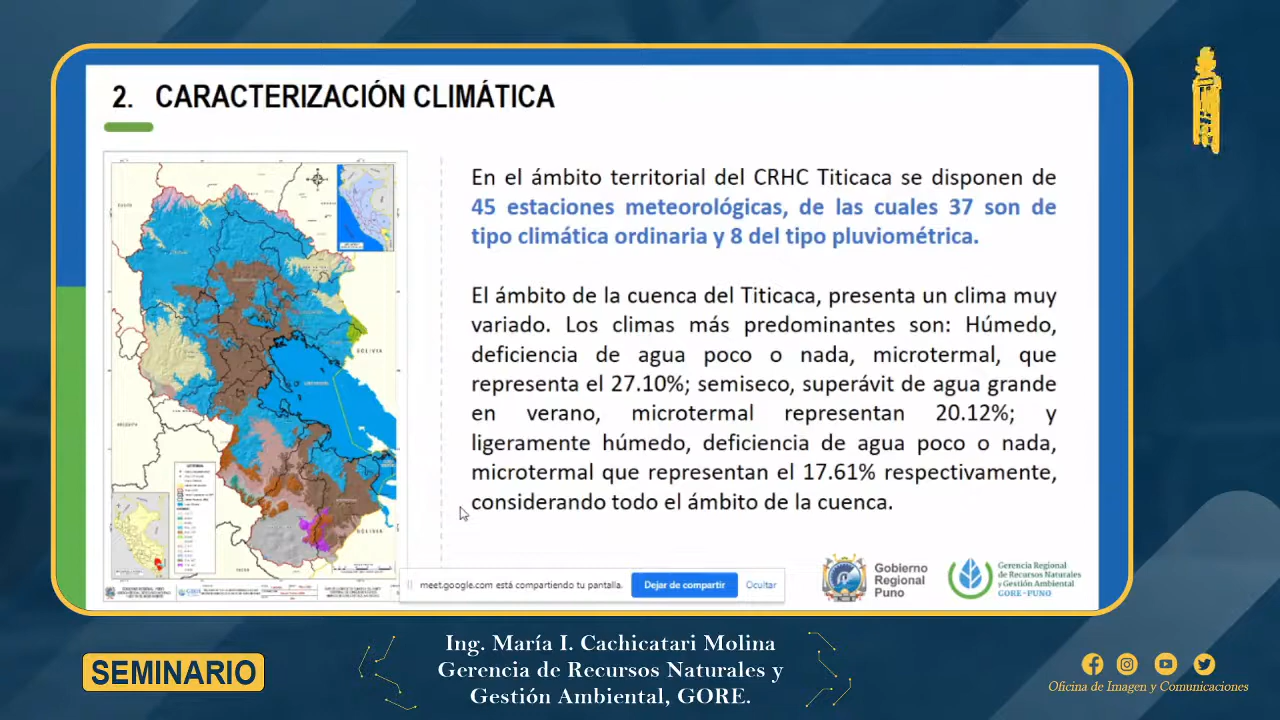 2. CARACTERIZACIÓN CLIMÁTICA
En el ámbito territorial del CRHC Titicaca se disponen de
45 estaciones meteorológicas, de las cuales 37 son de
tipo climática ordinaria y 8 del tipo pluviométrica.
El ámbito de la cuenca del Titicaca, presenta un clima muy
variado. Los climas más predominantes son: Húmedo,
deficiencia de agua poco o nada, microtermal, que
representa el 27.10%; semiseco, superávit de agua grande
en verano, microtermal representan 20.12%; y
ligeramente húmedo, deficiencia de agua poco o nada,
microtermal que representan el 17.61% espectivamente,
considerando todo el ámbito de la cuenca.
BOLIVIA
BOLIVIA
meet.google.com está compartiendo tu pantalla.
Dejar de compartir
Ocultar
Gobierno
Regional
Puno
Gerencia Regional
de Recursos Naturales
y Gestión Ambiental
GORE-PUNO
SEMINARIO
Ing. María I. Cachicatari Molina
Gerencia de Recursos Naturales y
Gestión Ambiental, GORE.
Oficina de Imagen y Comunicaciones